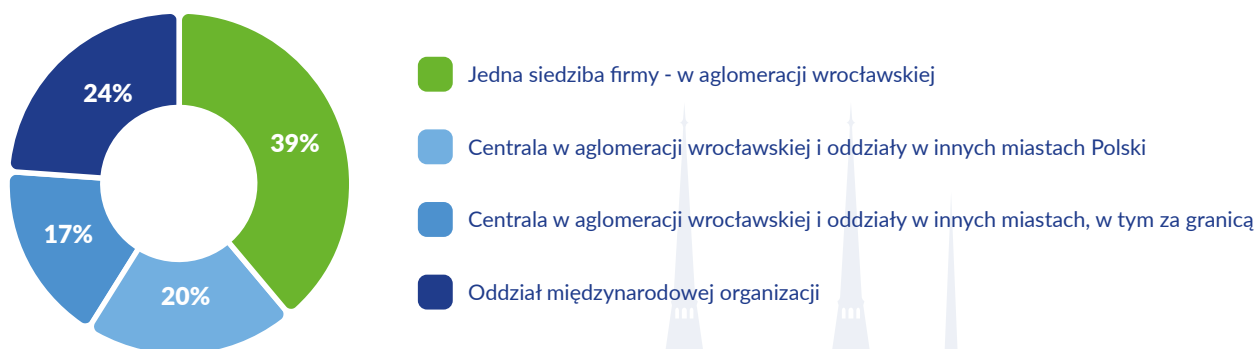 24%
39%
17%
20%
Jedna siedziba firmy - w aglomeracji wrocławskiej
Centrala w aglomeracji wrocławskiej i oddziały w innych miastach Polski
Centrala w aglomeracji wrocławskiej i oddziały w innych miastach, w tym za granicą
Oddział międzynarodowej organizacji